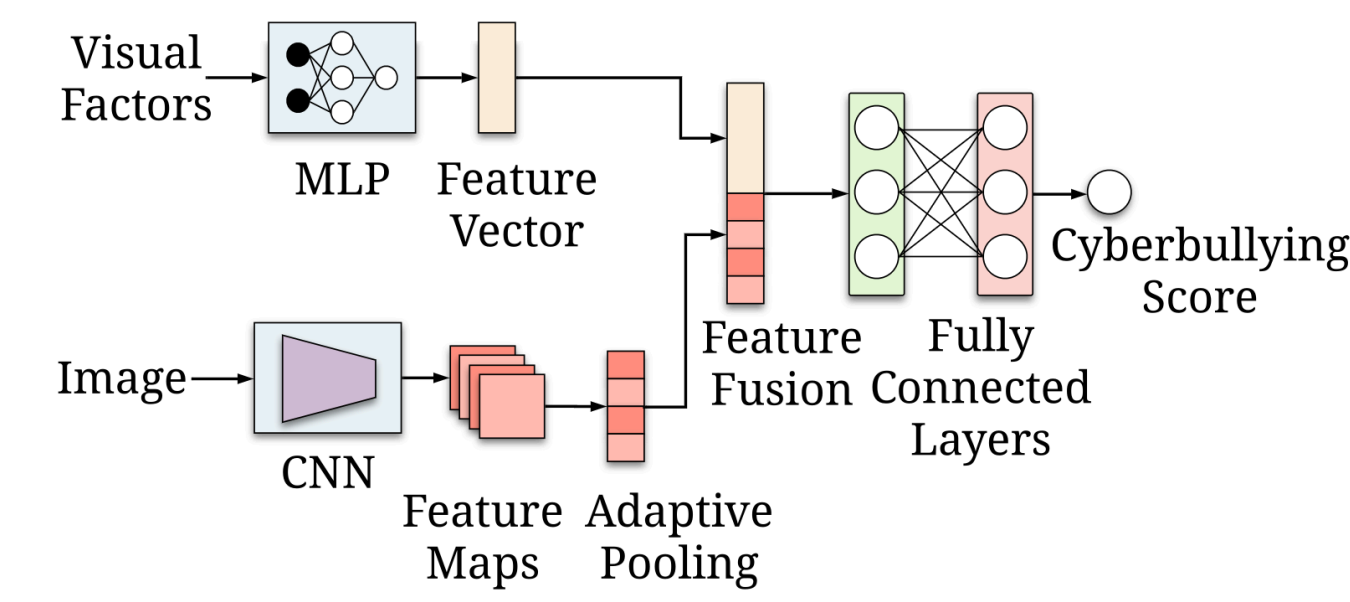 Visual
Factors
MLP
Feature
Vector
Image
CNN
Feature
Maps
Adaptive
Pooling
Feature
Fusion
Fully
Connected
Layers
Cyberbullying
Score